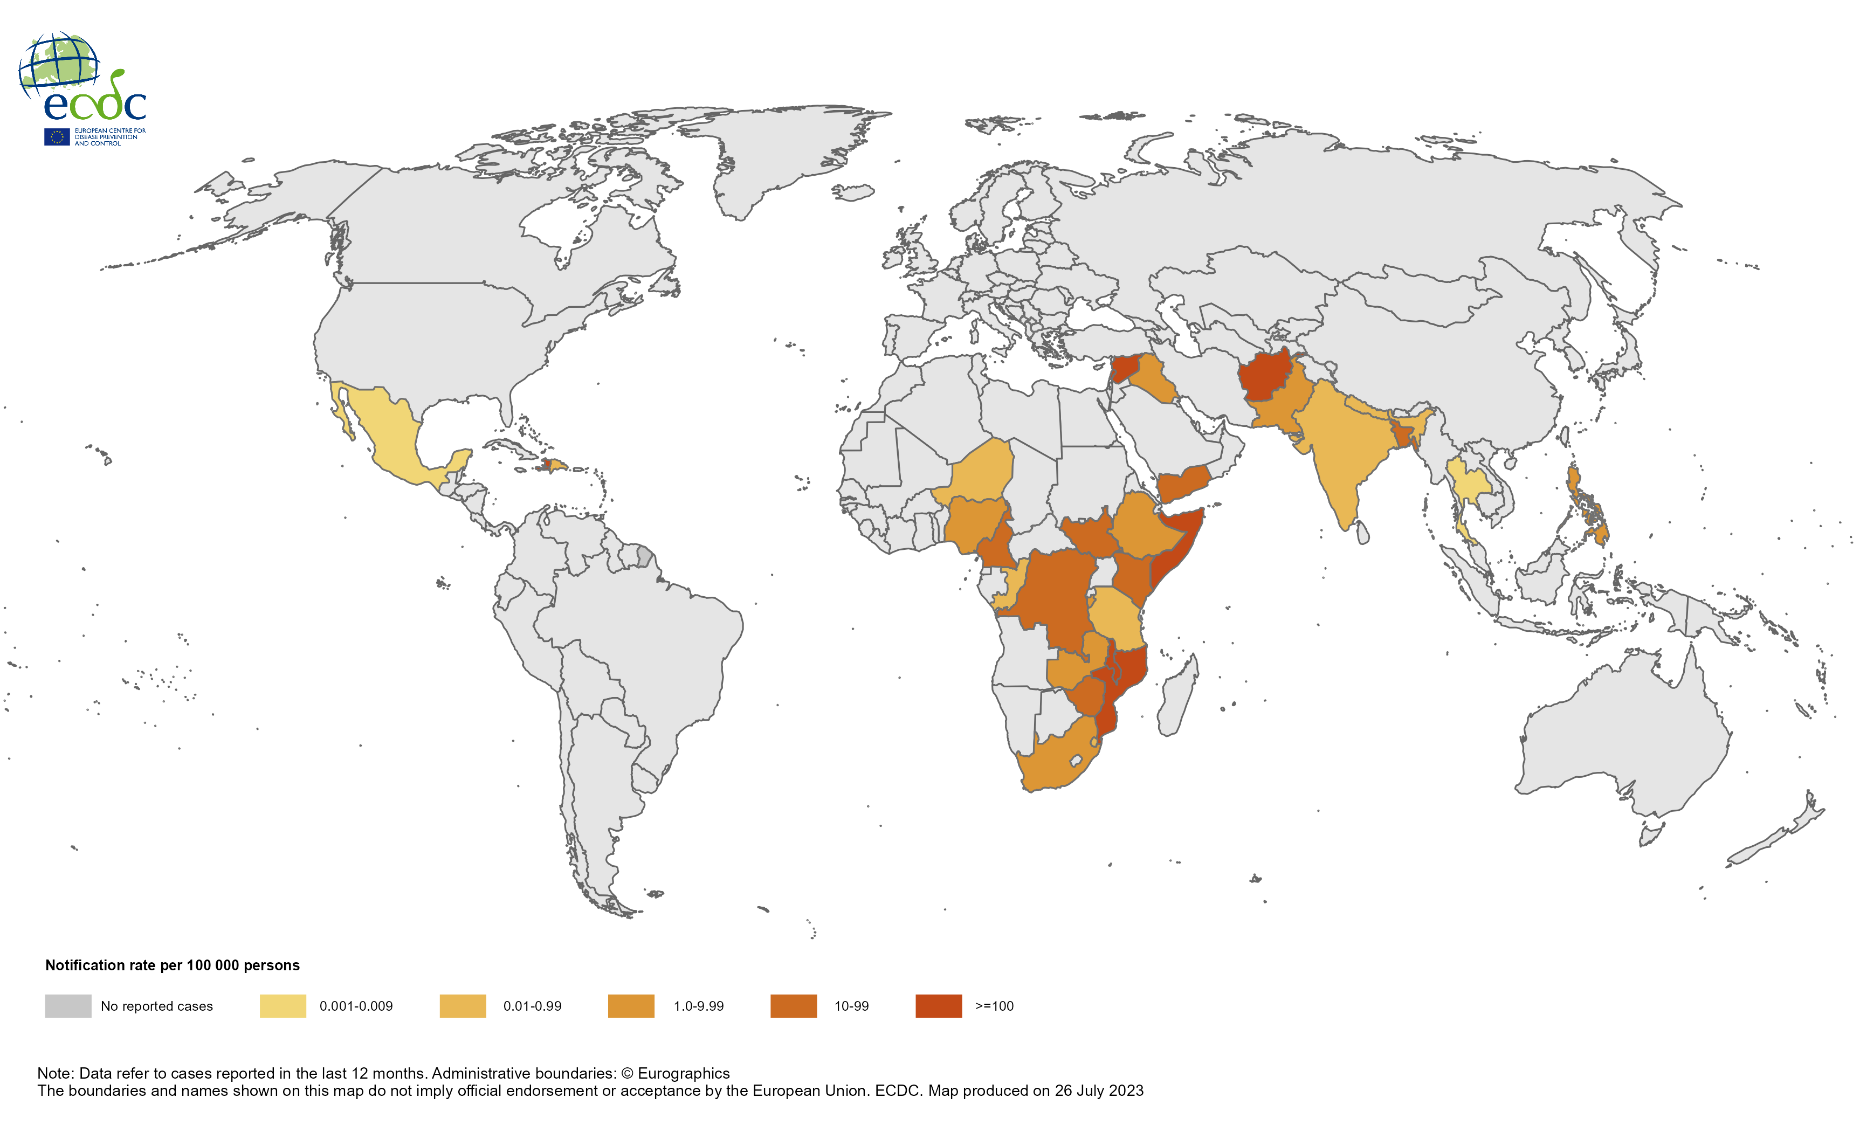 ecdc
EUROPEAN CENTRE FOR
DISEASE PREVENTION
AND CONTROL
Notification rate per 100 000 persons
No reported cases
0.001-0.009
0.01-0.99
1.0-9.99
10-99
>=100
Note: Data refer to cases reported in the last 12 months. Administrative boundaries: © Eurographics
The boundaries and names shown on this map do not imply official endorsement or acceptance by the European Union. ECDC. Map produced on 26 July 2023